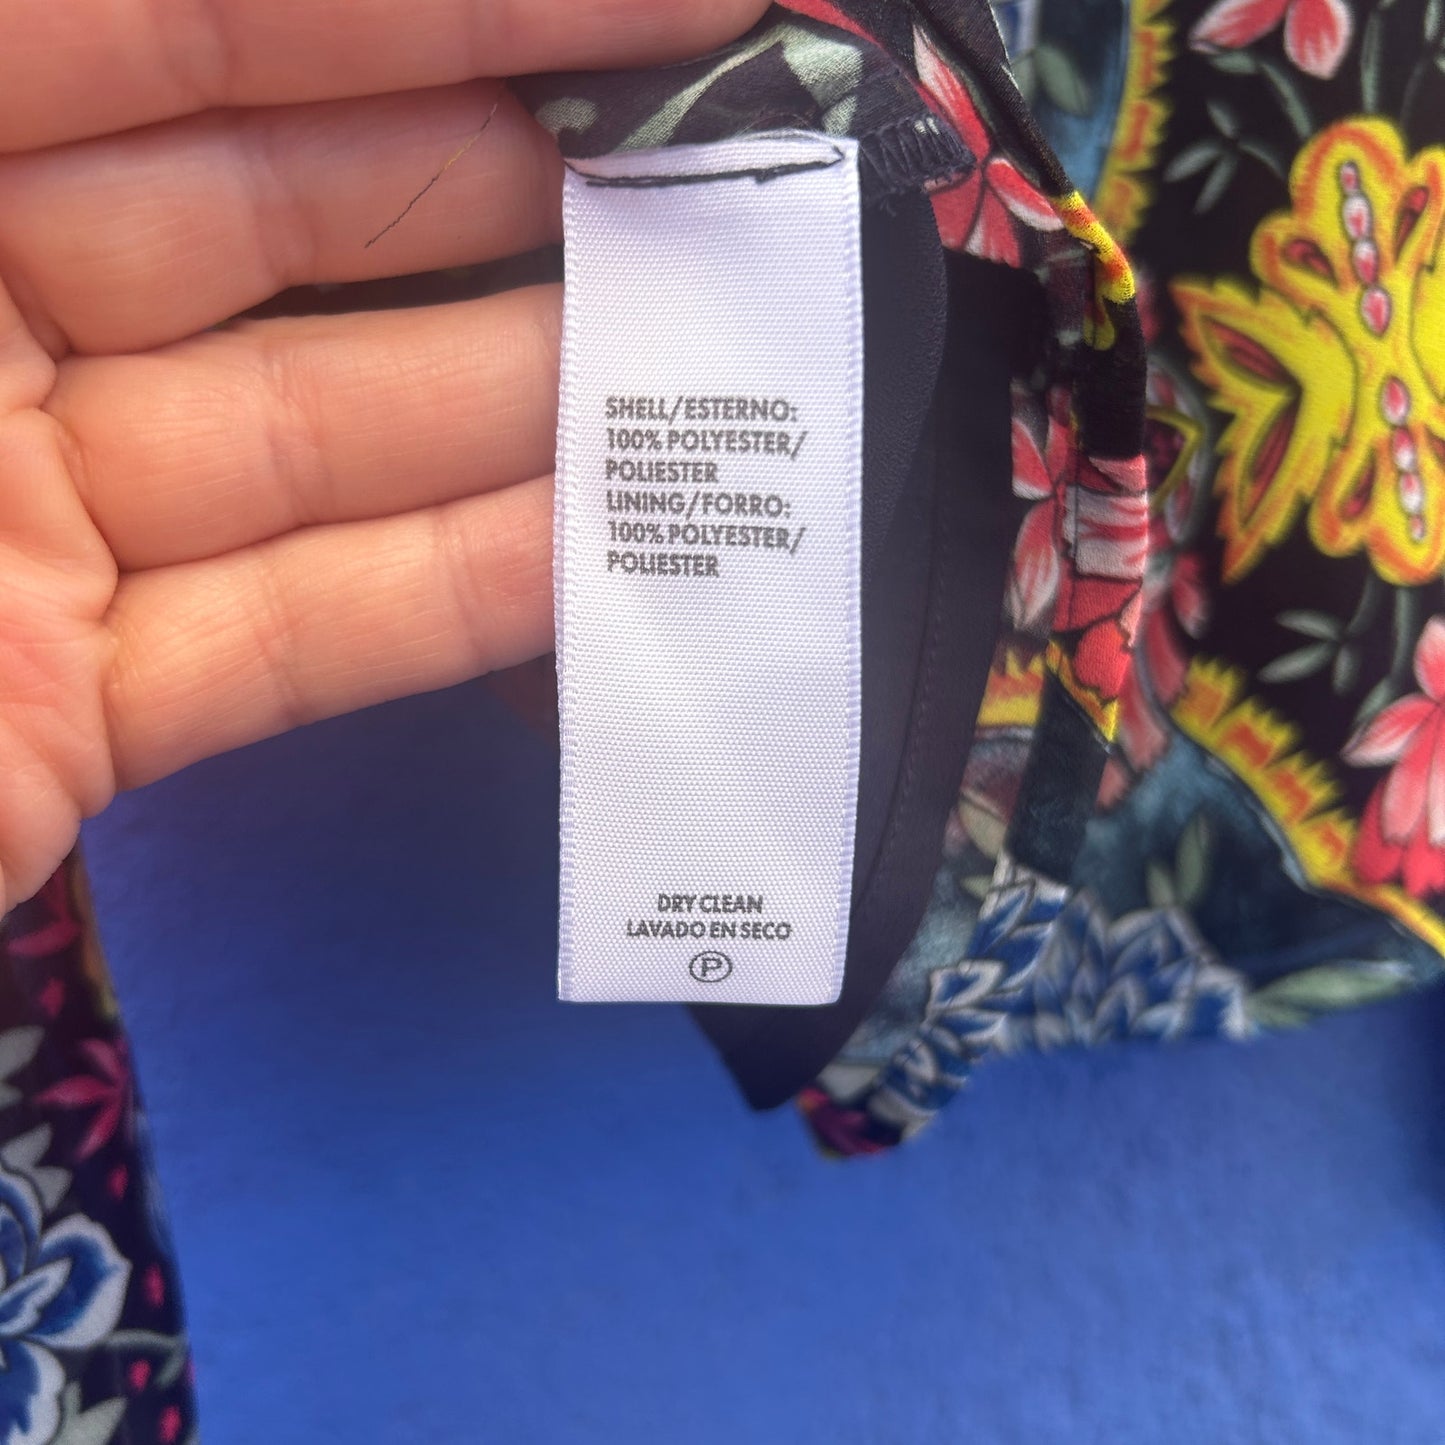 SHELL/ESTERNO:
100% POLYESTER/
POLIESTER
LINING/FORRO:
100% POLYESTER/
POLIESTER
DRY CLEAN
LAVADO EN SECO
P